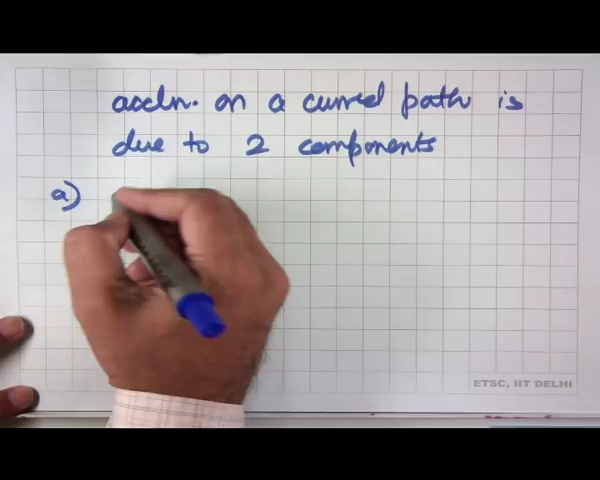 accln. on a curved path is
due to 2 components
a)
ETSC, IIT DELHI